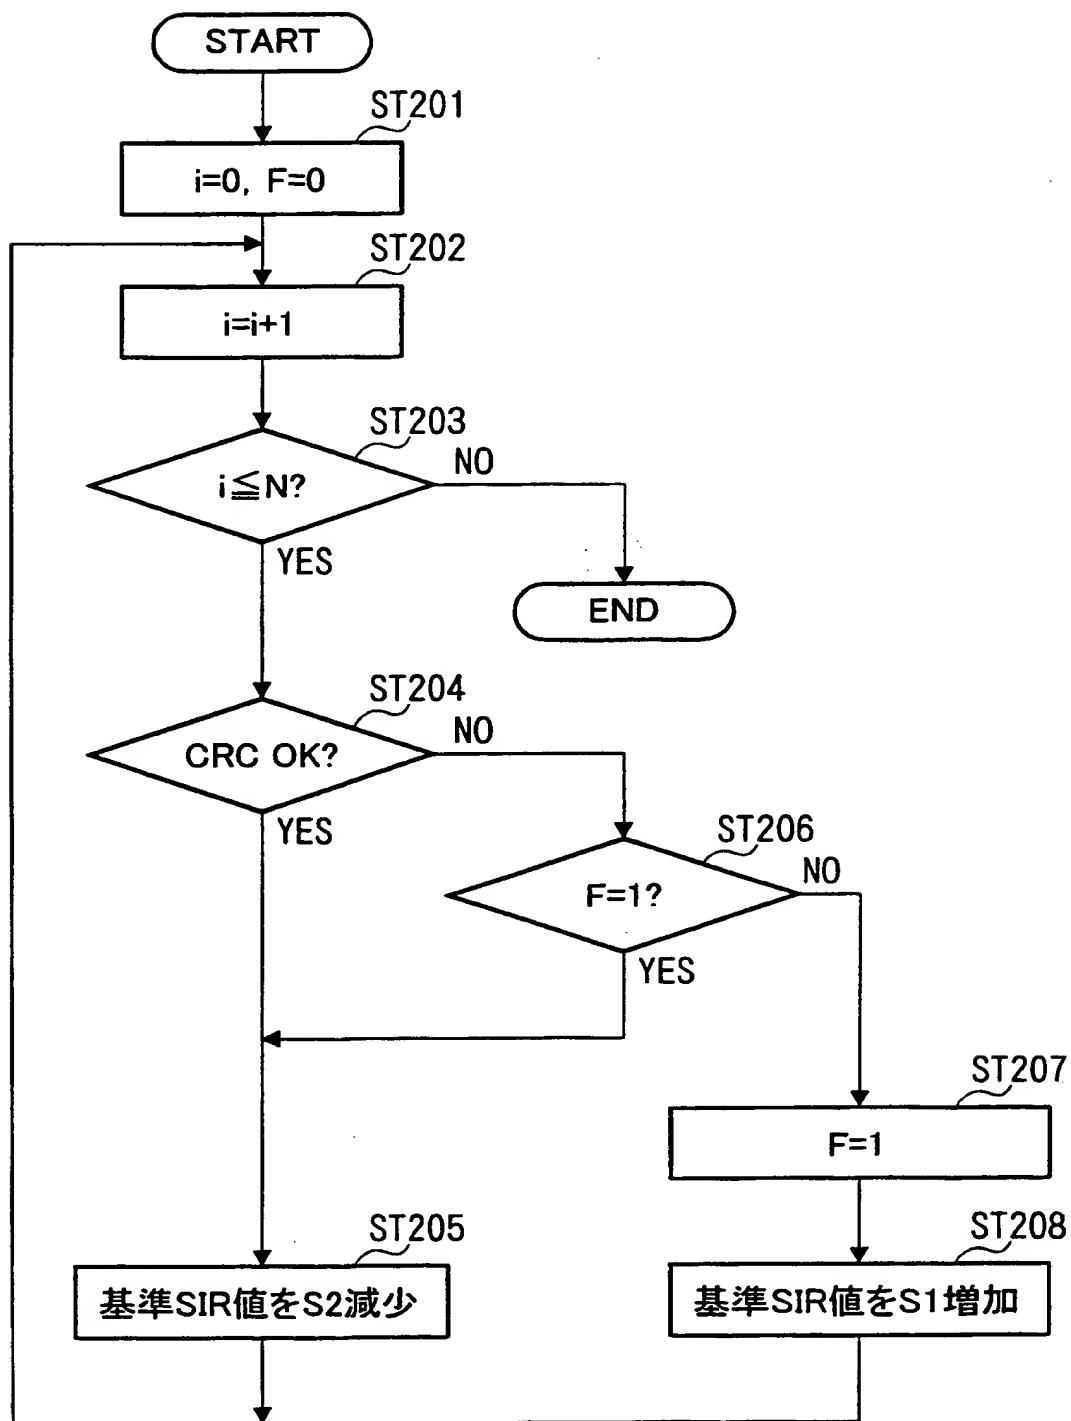 START
ST201
i=0, F=0
ST202
i=i+1
ST203
i≦N?
NO
YES
END
ST204
CRC OK?
NO
YES
ST206
F=1?
NO
YES
ST207
F=1
ST205
基準SIR値をS2減少
ST208
基準SIR値をS1増加